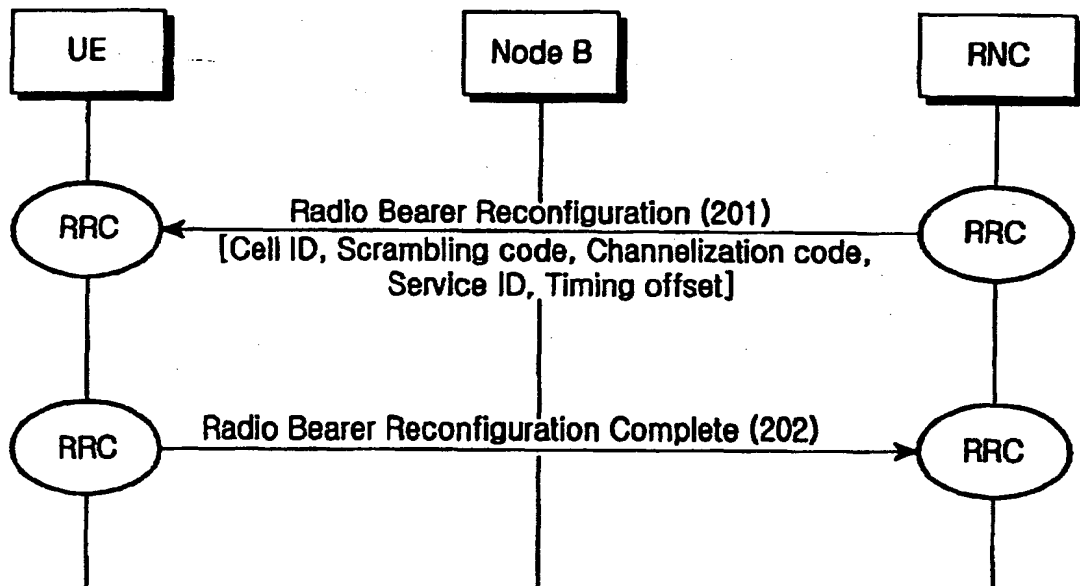 UE
Node B
RNC
RRC
Radio Bearer Reconfiguration (201)
RRC
[Cell ID, Scrambling code, Channelization code,
Service ID, Timing offset]
RRC
Radio Bearer Reconfiguration Complete (202)
RRC